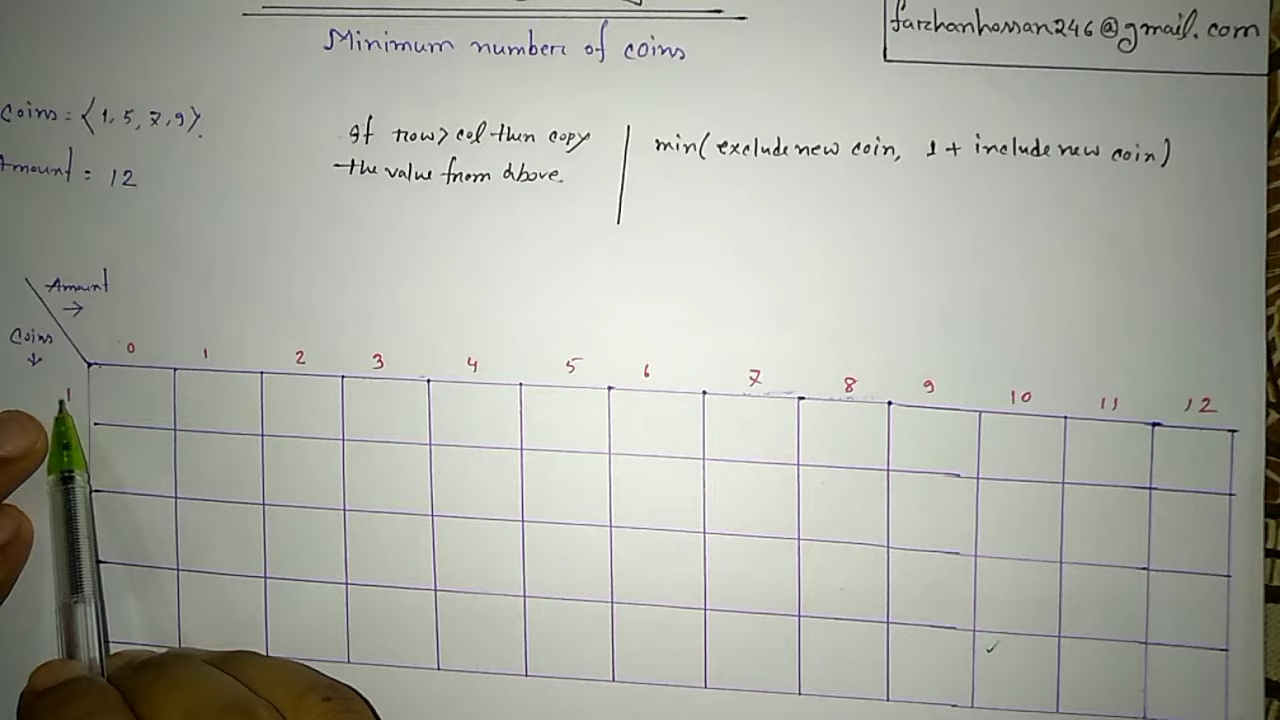 farhanhossan246@gmail.com
Minimum number of coins
Coins = {1, 5, 7, 9}.
Amount = 12
If row > col then copy
the value from above.
min(exclude new coin, 1 + include new coin)
Amount
→
Coins
↓
0 1 2 3 4 5 6 7 8 9 10 11 12
1
✓